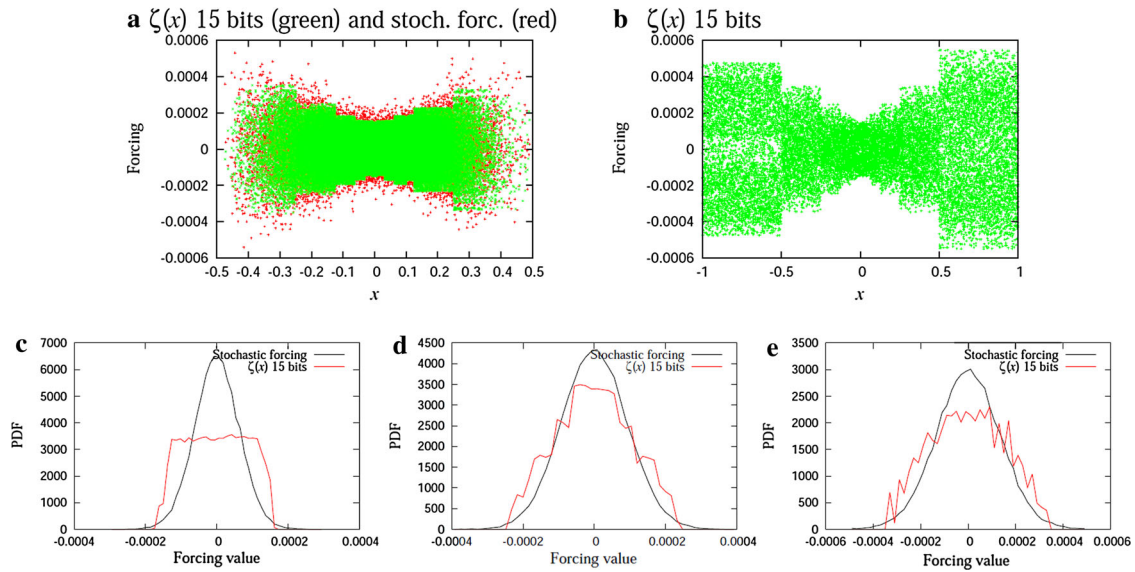 a ζ(x) 15 bits (green) and stoch. forc. (red)
0.0006
0.0004
0.0002
0
-0.0002
-0.0004
-0.0006
Forcing
-0.5 -0.4 -0.3 -0.2 -0.1 0 0.1 0.2 0.3 0.4 0.5
x
b ζ(x) 15 bits
0.0006
0.0004
0.0002
0
-0.0002
-0.0004
-0.0006
Forcing
-1 -0.5 0 0.5 1
x
c
7000
6000
5000
4000
3000
2000
1000
0
PDF
Stochastic forcing
ζ(x) 15 bits
-0.0004 -0.0002 0 0.0002 0.0004
Forcing value
d
4500
4000
3500
3000
2500
2000
1500
1000
500
0
PDF
Stochastic forcing
ζ(x) 15 bits
-0.0004 -0.0002 0 0.0002 0.0004
Forcing value
e
3500
3000
2500
2000
1500
1000
500
0
PDF
Stochastic forcing
ζ(x) 15 bits
-0.0006 -0.0004 -0.0002 0 0.0002 0.0004 0.0006
Forcing value